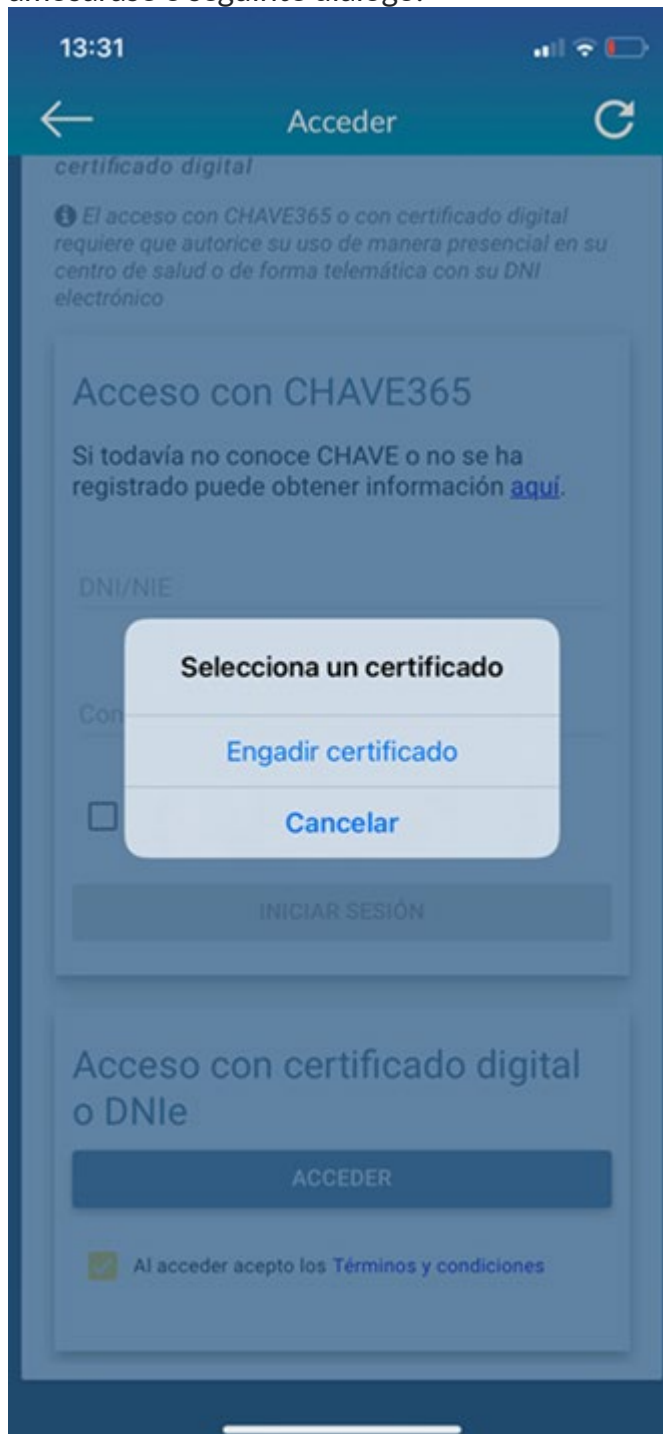 13:31
Acceder
certificado digital
El acceso con CHAVE365 o con certificado digital
requiere que autorice su uso de manera presencial en su
centro de salud o de forma telemática con su DNI
electrónico
Acceso con CHAVE365
Si todavía no conoce CHAVE o no se ha
registrado puede obtener información aquí.
DNI/NIE
Selecciona un certificado
Con
Engadir certificado
Cancelar
INICIAR SESIÓN
Acceso con certificado digital
o DNIe
ACCEDER
Al acceder acepto los Términos y condiciones